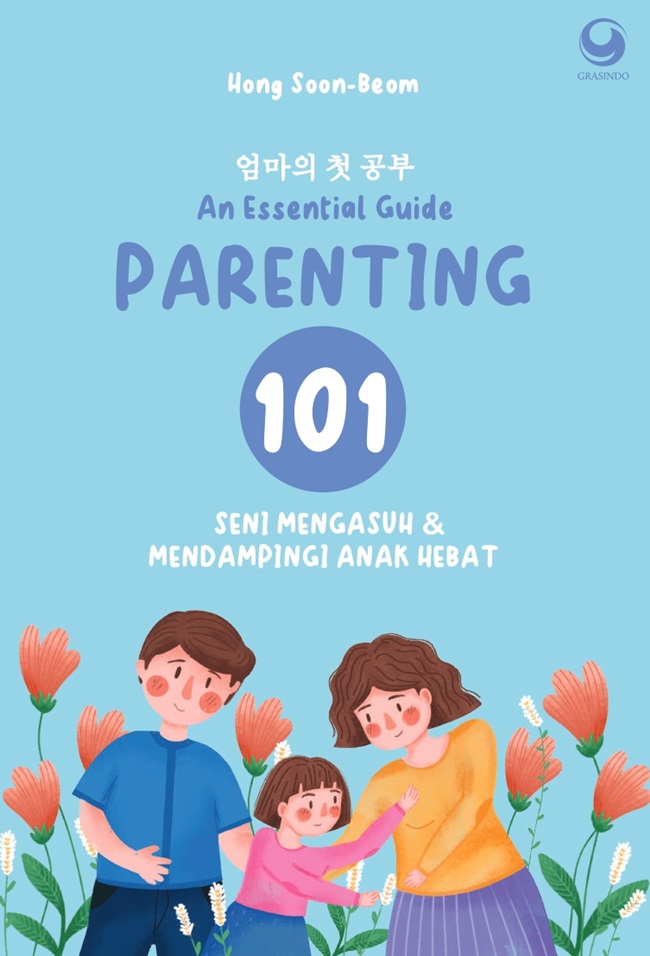 GRASINDO
Hong Soon-Beom
엄마의 첫 공부
An Essential Guide
PARENTING
101
SENI MENGASUH &
MENDAMPINGI ANAK HEBAT